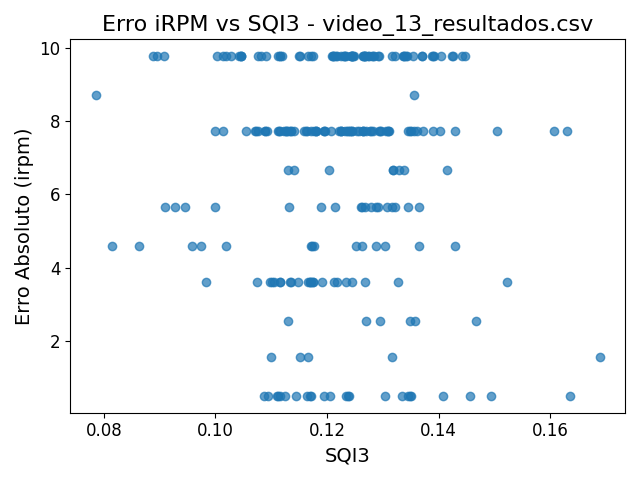 Erro iRPM vs SQI3 - video_13_resultados.csv
Erro Absoluto (irpm)
10
8
6
4
2
0.08 0.10 0.12 0.14 0.16
SQI3